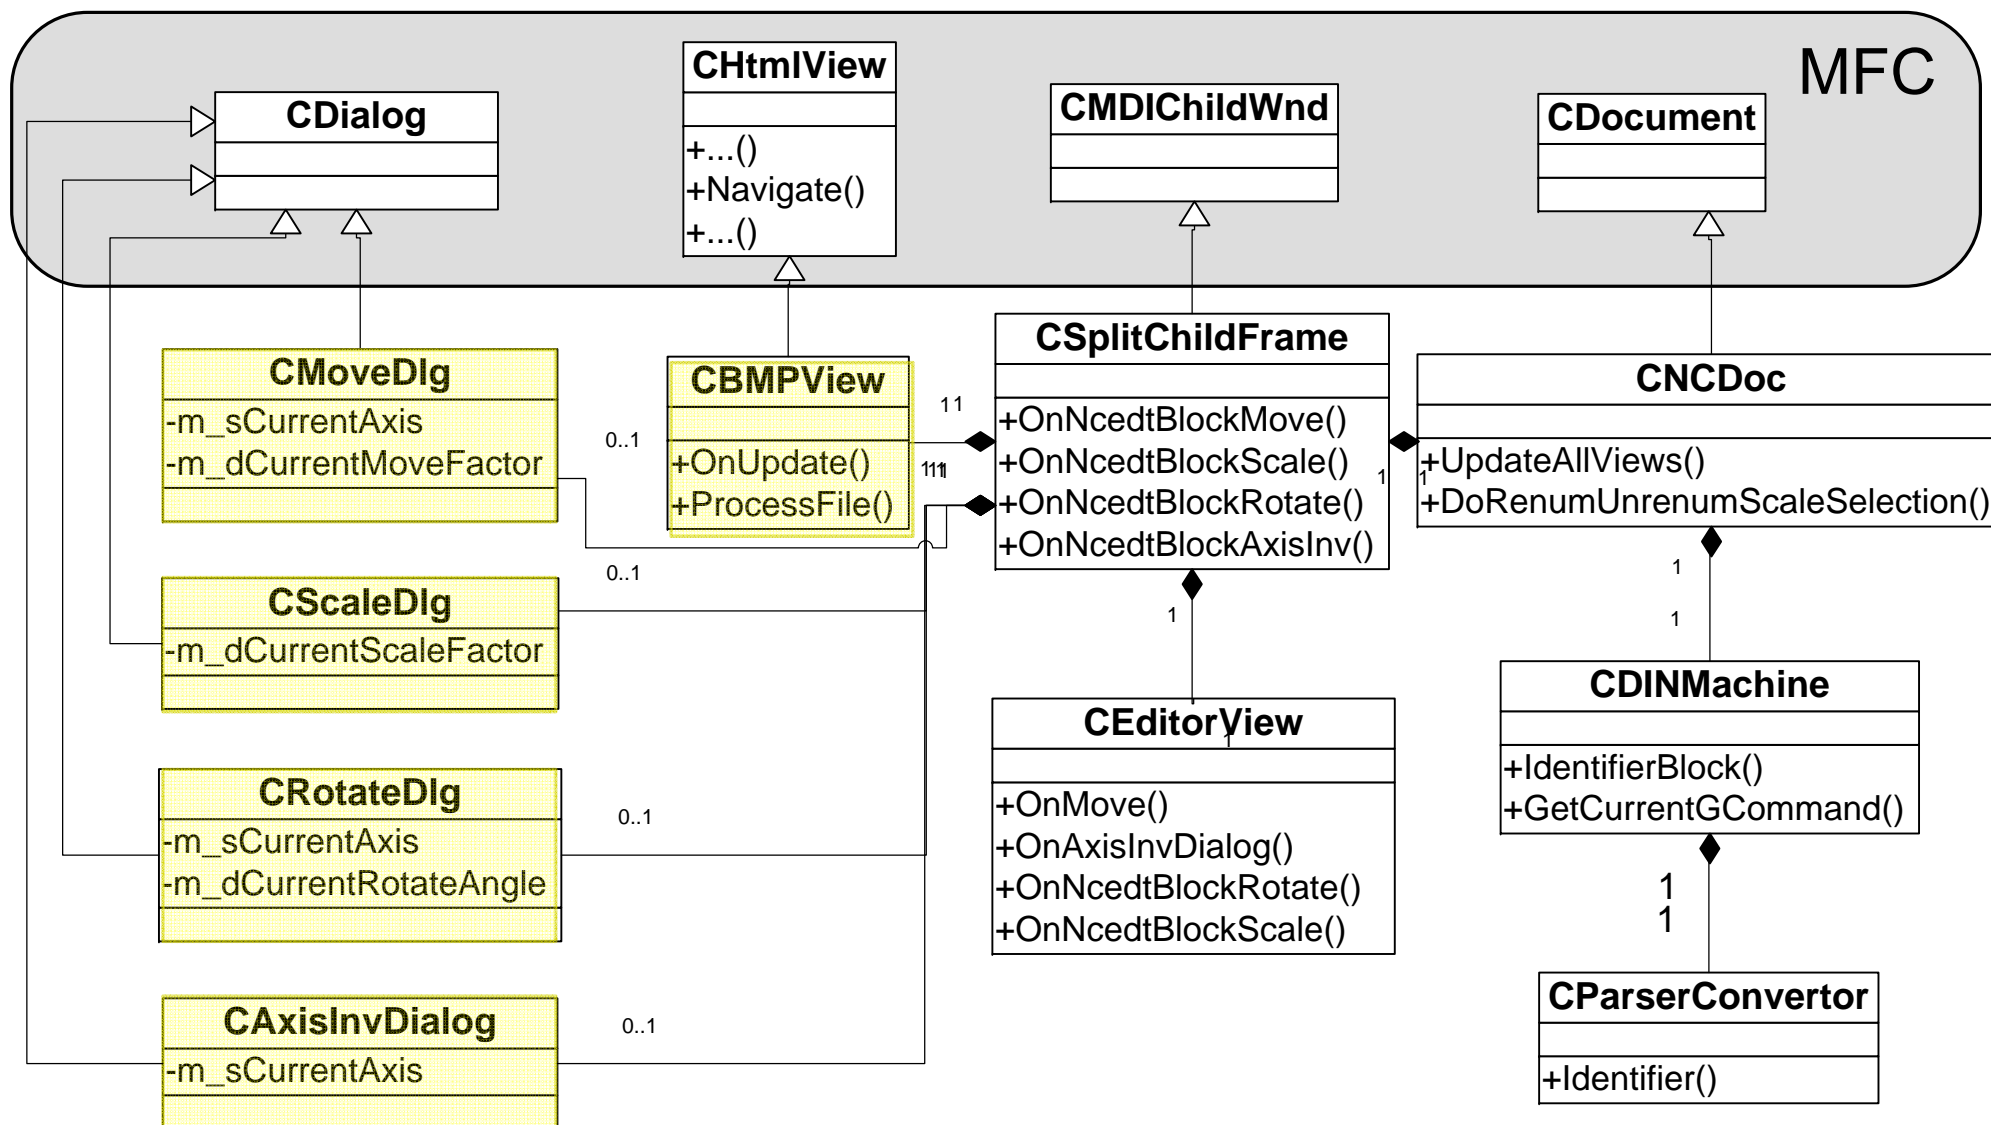 MFC
CDialog
CHtmlView
+...()
+Navigate()
+...()
CMDIChildWnd
CDocument
CMoveDlg
-m_sCurrentAxis
-m_dCurrentMoveFactor
0..1
CBMPView
+OnUpdate()
+ProcessFile()
11
1111
CSplitChildFrame
+OnNcedtBlockMove()
+OnNcedtBlockScale()
+OnNcedtBlockRotate()
+OnNcedtBlockAxisInv()
1
1
CNCDoc
+UpdateAllViews()
+DoRenumUnrenumScaleSelection()
CScaleDlg
-m_dCurrentScaleFactor
0..1
1
1
1
CRotateDlg
-m_sCurrentAxis
-m_dCurrentRotateAngle
0..1
CEditorView
1
+OnMove()
+OnAxisInvDialog()
+OnNcedtBlockRotate()
+OnNcedtBlockScale()
CDINMachine
+IdentifierBlock()
+GetCurrentGCommand()
1
1
CAxisInvDialog
-m_sCurrentAxis
0..1
CParserConvertor
+Identifier()